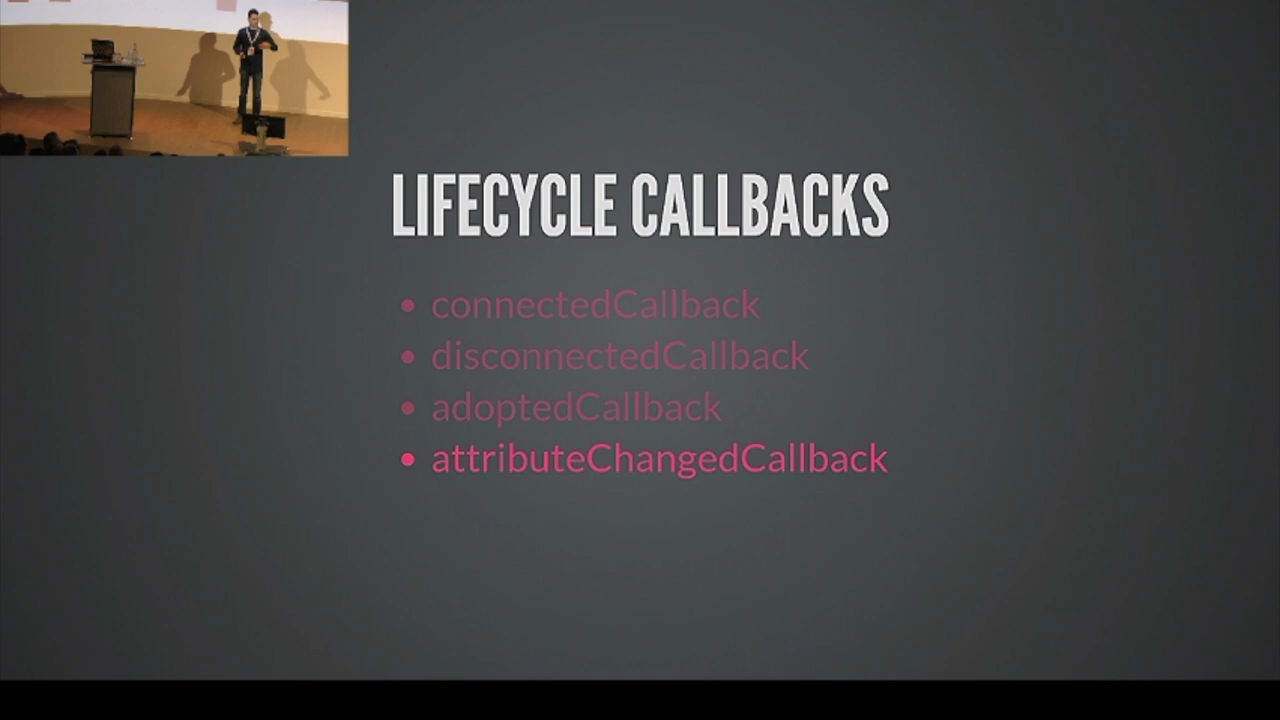 LIFECYCLE CALLBACKS
connectedCallback
disconnectedCallback
adoptedCallback
attributeChangedCallback